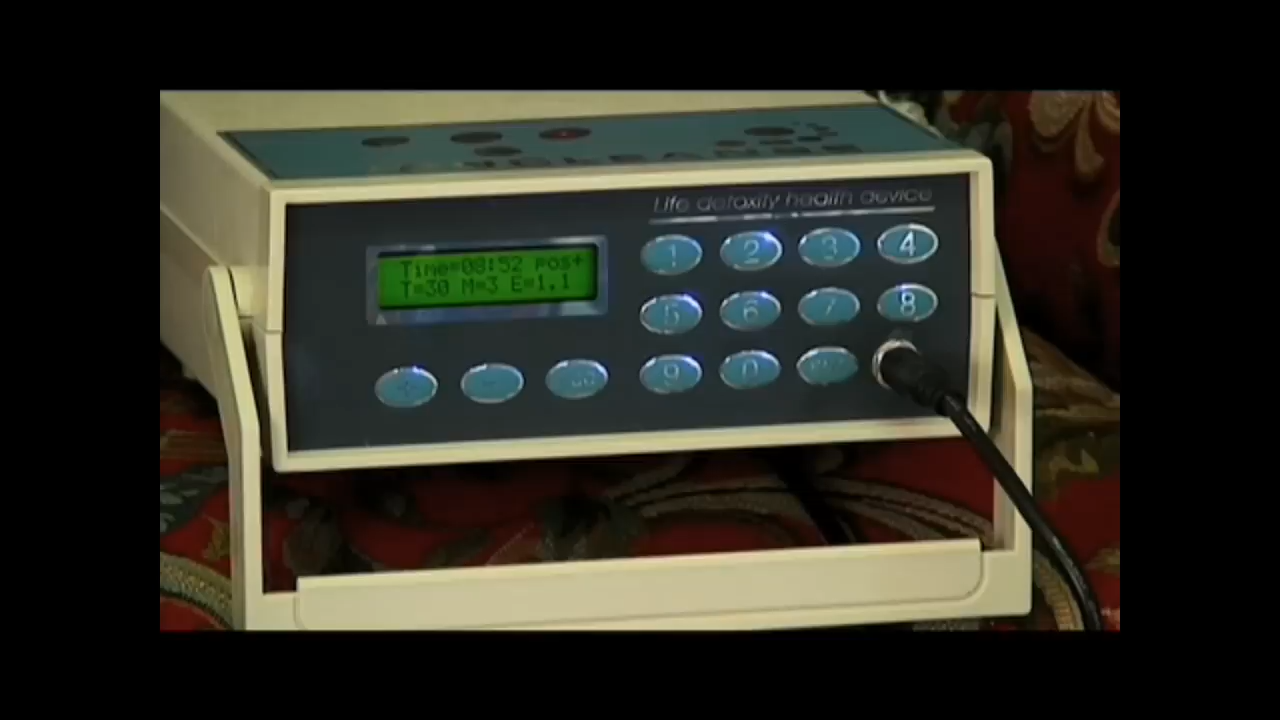 Life detoxity health device
Time=08:52 pos+
T=30 M=3 E=1.1
1 2 3 4
5 6 7 8
+ - 9 0